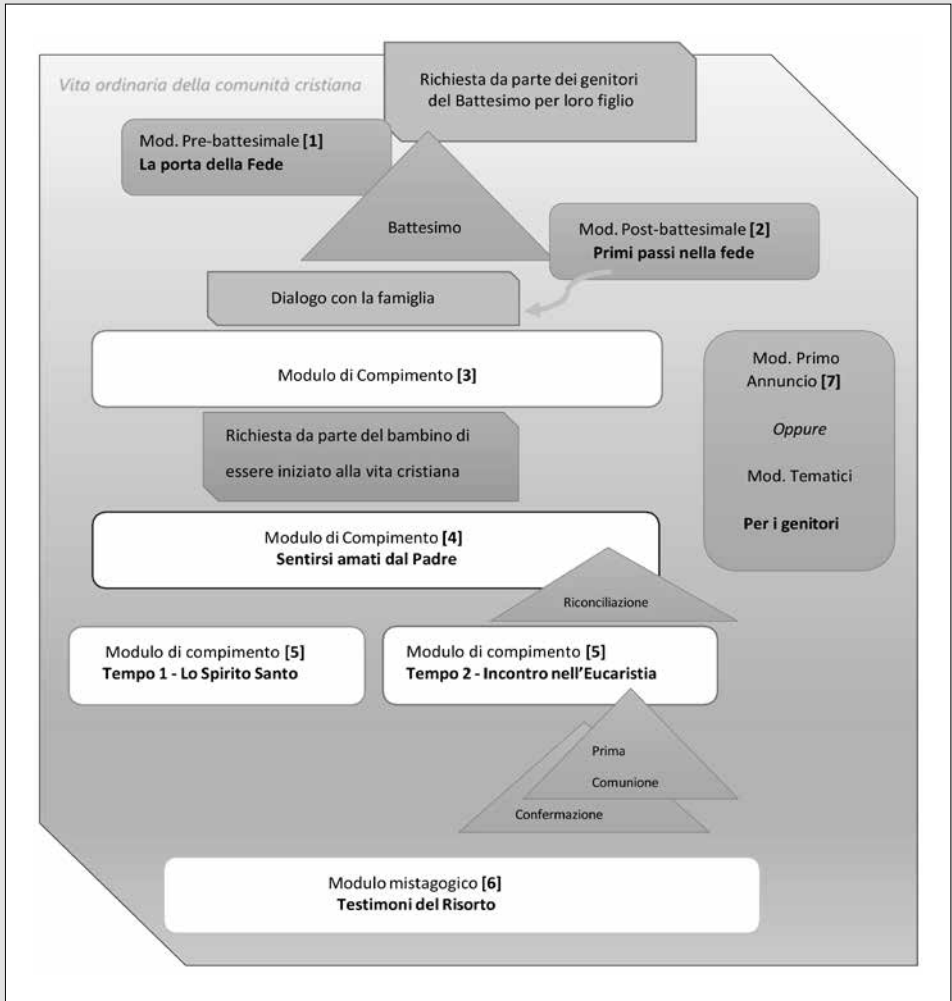 Vita ordinaria della comunità cristiana
Richiesta da parte dei genitori
del Battesimo per loro figlio
Mod. Pre-battesimale [1]
La porta della Fede
Battesimo
Mod. Post-battesimale [2]
Primi passi nella fede
Dialogo con la famiglia
Modulo di Compimento [3]
Mod. Primo
Annuncio [7]
Oppure
Mod. Tematici
Per i genitori
Richiesta da parte del bambino di
essere iniziato alla vita cristiana
Modulo di Compimento [4]
Sentirsi amati dal Padre
Riconciliazione
Modulo di compimento [5]
Tempo 1 - Lo Spirito Santo
Modulo di compimento [5]
Tempo 2 - Incontro nell'Eucaristia
Prima
Comunione
Confermazione
Modulo mistagogico [6]
Testimoni del Risorto